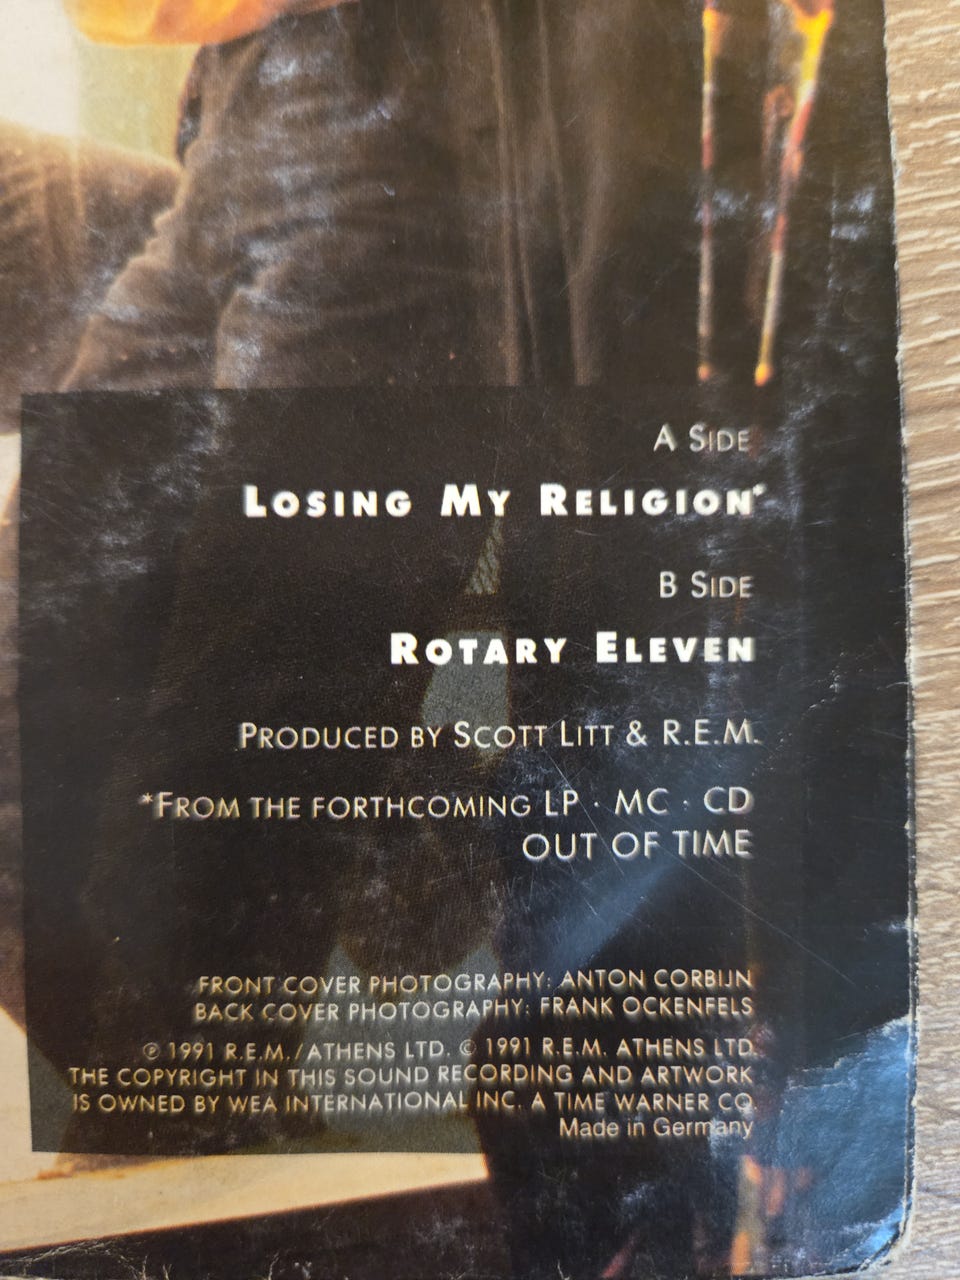 A SIDE
LOSING MY RELIGION*
B SIDE
ROTARY ELEVEN
PRODUCED BY SCOTT LITT & R.E.M.
*FROM THE FORTHCOMING LP · MC · CD
OUT OF TIME
FRONT COVER PHOTOGRAPHY: ANTON CORBIJN
BACK COVER PHOTOGRAPHY: FRANK OCKENFELS
℗ 1991 R.E.M./ATHENS LTD. © 1991 R.E.M. ATHENS LTD.
THE COPYRIGHT IN THIS SOUND RECORDING AND ARTWORK
IS OWNED BY WEA INTERNATIONAL INC. A TIME WARNER CO
Made in Germany